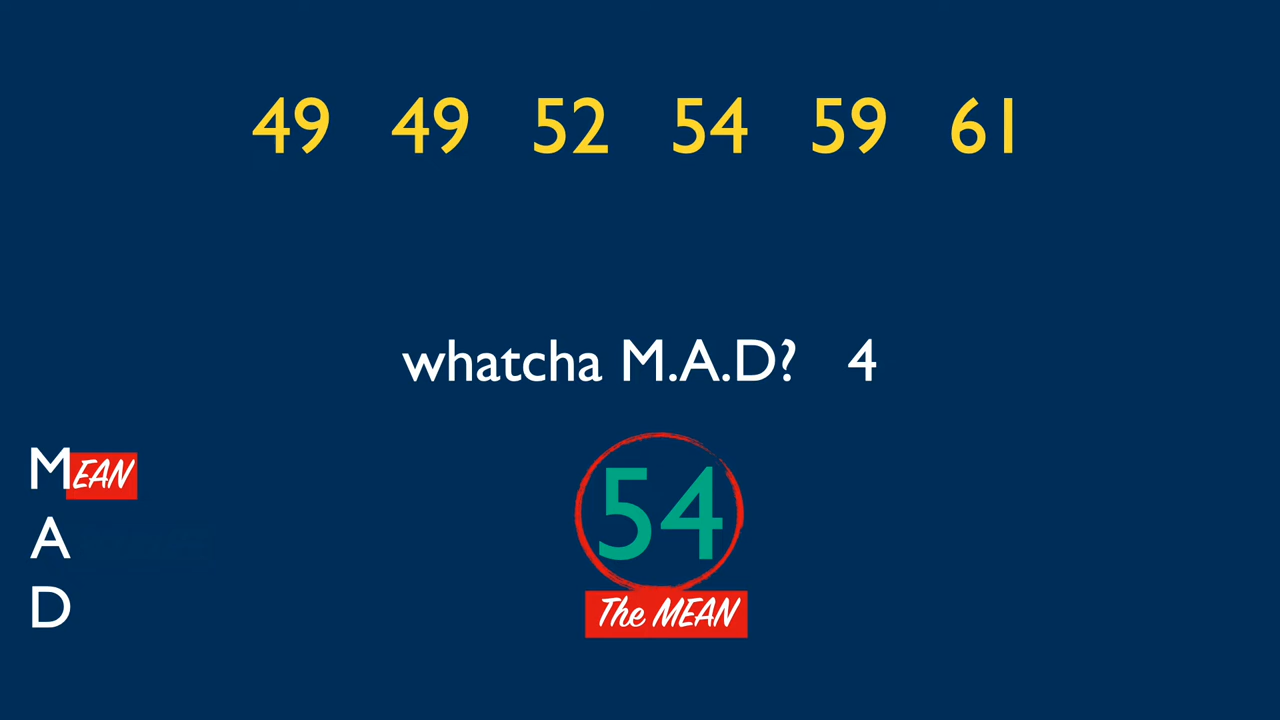 49 49 52 54 59 61
whatcha M.A.D? 4
MEAN
A
D
54
The MEAN